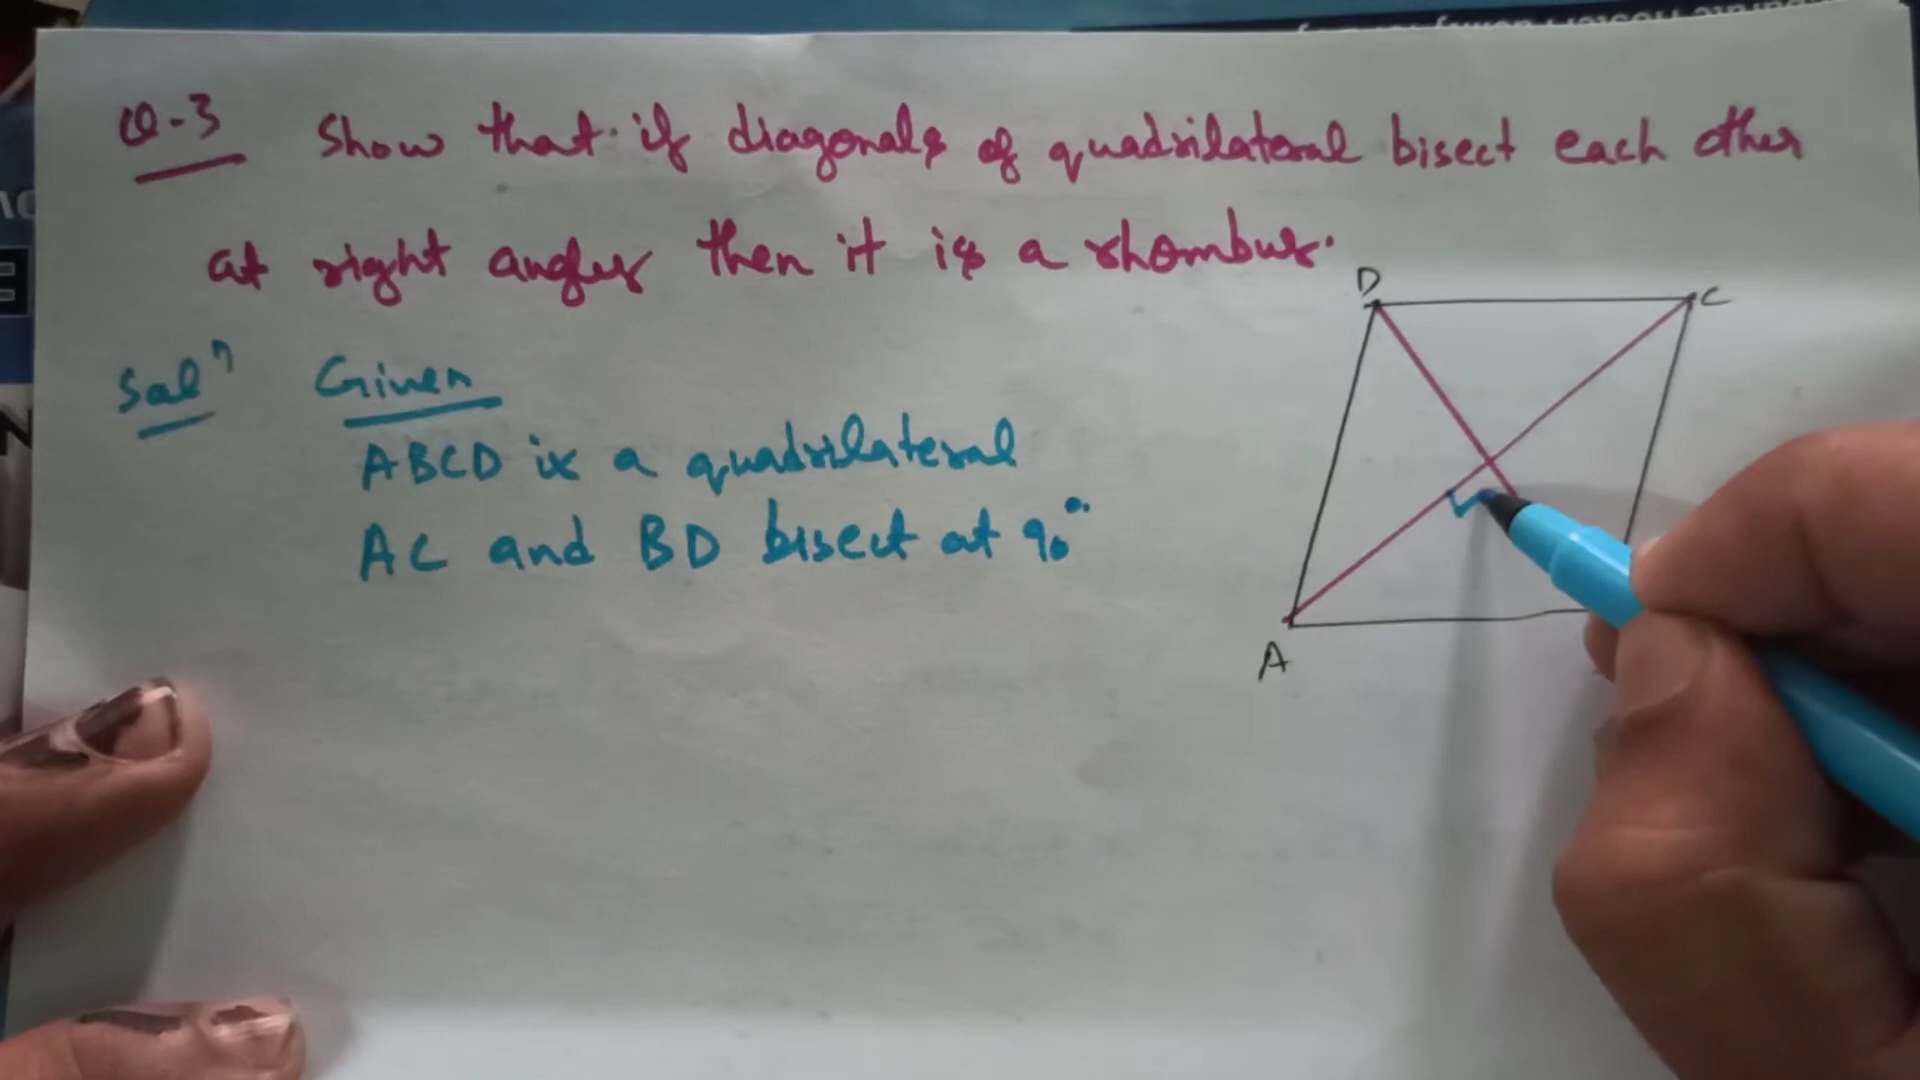 Q-3 Show that if diagonals of quadrilateral bisect each other
at right angles then it is a rhombus.
D
C
Solⁿ Given
ABCD is a quadrilateral
AC and BD bisect at 90°
A